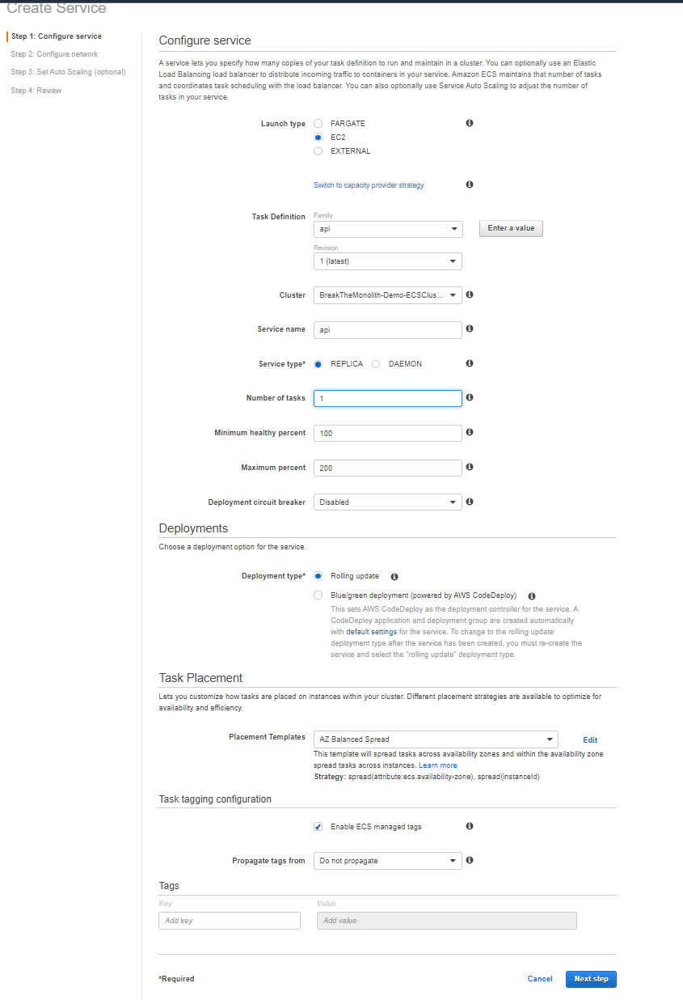 Create Service
Step 1: Configure service
Step 2: Configure network
Step 3: Set Auto Scaling (optional)
Step 4: Review
Configure service
A service lets you specify how many copies of your task definition to run and maintain in a cluster. You can optionally use an Elastic
Load Balancing load balancer to distribute incoming traffic to containers in your service. Amazon ECS maintains that number of tasks
and coordinates task scheduling with the load balancer. You can also optionally use Service Auto Scaling to adjust the number of
tasks in your service.
Launch type
FARGATE
EC2
EXTERNAL
Switch to capacity provider strategy
Task Definition
Family
api
Enter a value
Revision
1 (latest)
Cluster
BreakTheMonolith-Demo-ECSClus...
Service name
api
Service type*
REPLICA
DAEMON
Number of tasks
1
Minimum healthy percent
100
Maximum percent
200
Deployment circuit breaker
Disabled
Deployments
Choose a deployment option for the service.
Deployment type*
Rolling update
Blue/green deployment (powered by AWS CodeDeploy)
This sets AWS CodeDeploy as the deployment controller for the service. A
CodeDeploy application and deployment group are created automatically
with default settings for the service. To change to the rolling update
deployment type after the service has been created, you must re-create the
service and select the "rolling update" deployment type.
Task Placement
Lets you customize how tasks are placed on instances within your cluster. Different placement strategies are available to optimize for
availability and efficiency.
Placement Templates
AZ Balanced Spread
Edit
This template will spread tasks across availability zones and within the availability zone
spread tasks across instances. Learn more
Strategy: spread(attribute:ecs.availability-zone), spread(instanceId)
Task tagging configuration
Enable ECS managed tags
Propagate tags from
Do not propagate
Tags
Key
Value
Add key
Add value
*Required
Cancel
Next step